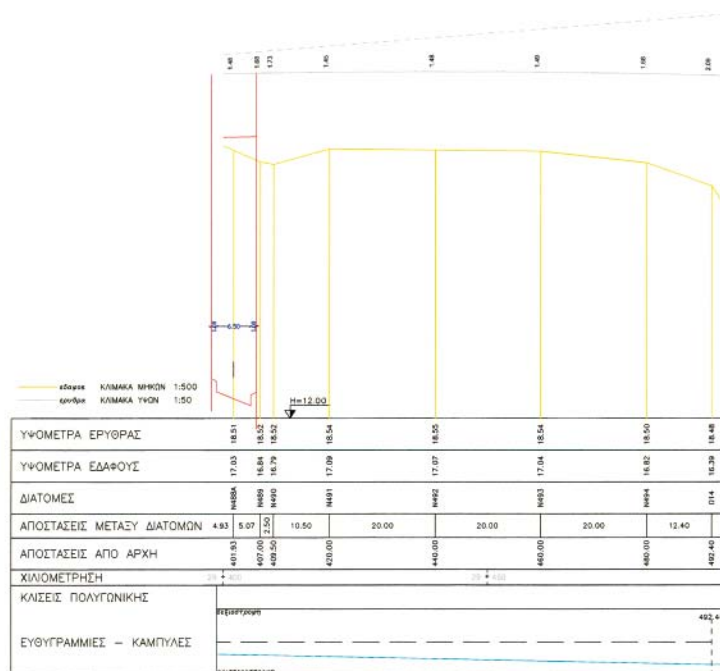 1.48 1.68 1.73 1.45 1.48 1.49 1.68 2.09
6.50
εδαφοσ ΚΛΙΜΑΚΑ ΜΗΚΩΝ 1:500
ερυθρα ΚΛΙΜΑΚΑ ΥΨΩΝ 1:50
H=12.00
ΥΨΟΜΕΤΡΑ ΕΡΥΘΡΑΣ 18.51 18.52 18.52 18.54 18.55 18.54 18.50 18.48
ΥΨΟΜΕΤΡΑ ΕΔΑΦΟΥΣ 17.03 16.84 16.79 17.09 17.07 17.04 16.82 16.39
ΔΙΑΤΟΜΕΣ N488A N489 N490 N491 N492 N493 N494 D14
ΑΠΟΣΤΑΣΕΙΣ ΜΕΤΑΞΥ ΔΙΑΤΟΜΩΝ 4.93 5.07 2.50 10.50 20.00 20.00 20.00 12.40
ΑΠΟΣΤΑΣΕΙΣ ΑΠΟ ΑΡΧΗ 401.93 407.00 409.50 420.00 440.00 460.00 480.00 492.40
ΧΙΛΙΟΜΕΤΡΗΣΗ
ΚΛΙΣΕΙΣ ΠΟΛΥΓΩΝΙΚΗΣ
δεξιοστροφη
492.4
ΕΥΘΥΓΡΑΜΜΙΕΣ – ΚΑΜΠΥΛΕΣ